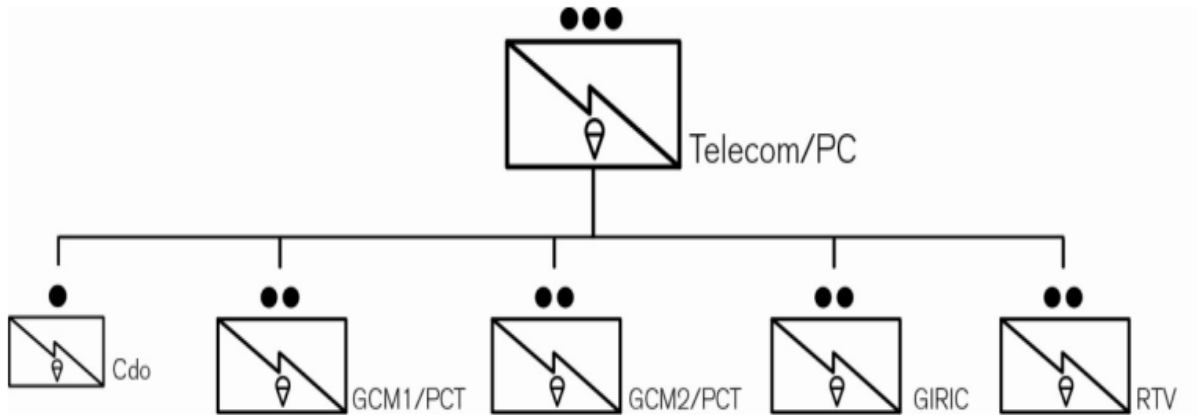 Telecom/PC
Cdo
GCM1/PCT
GCM2/PCT
GIRIC
RTV